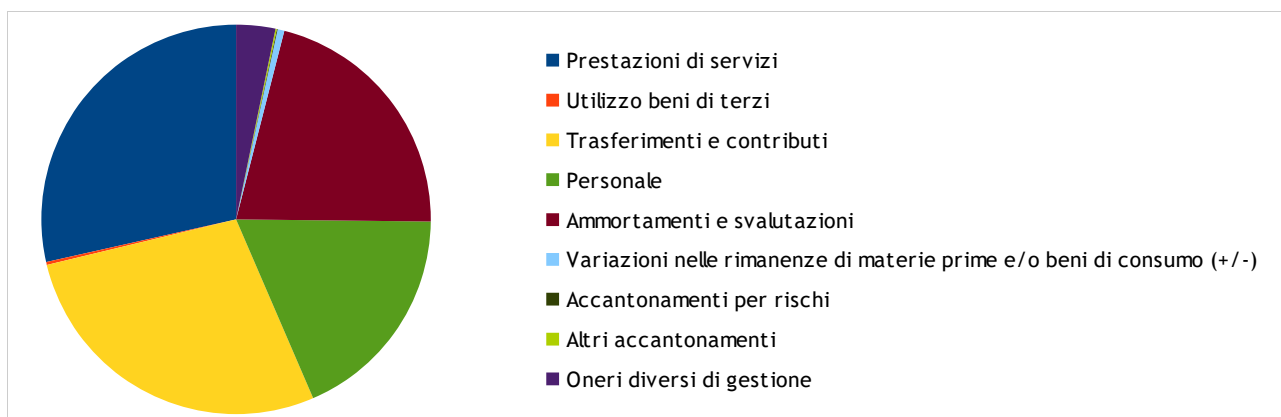 Prestazioni di servizi
Utilizzo beni di terzi
Trasferimenti e contributi
Personale
Ammortamenti e svalutazioni
Variazioni nelle rimanenze di materie prime e/o beni di consumo (+/-)
Accantonamenti per rischi
Altri accantonamenti
Oneri diversi di gestione